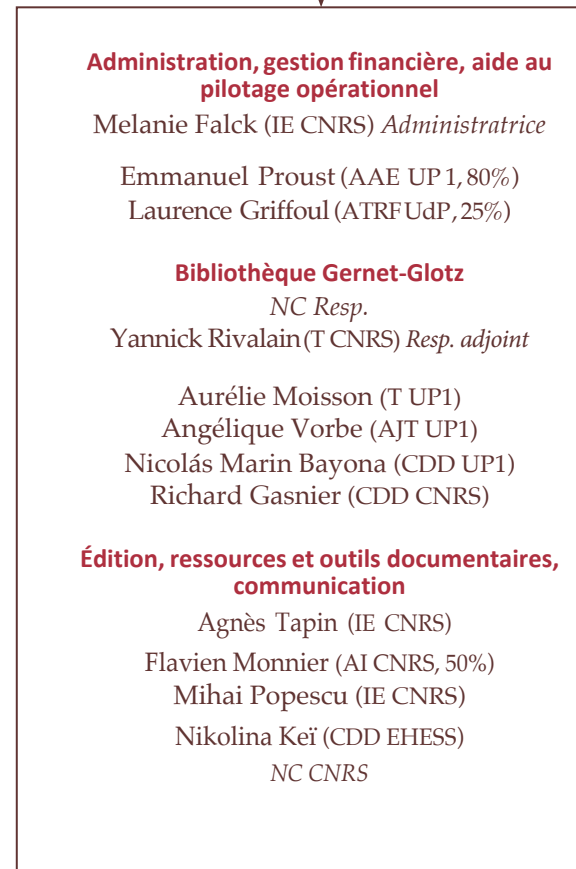 Administration, gestion financière, aide au
pilotage opérationnel
Melanie Falck (IE CNRS) Administratrice
Emmanuel Proust (AAE UP 1, 80%)
Laurence Griffoul (ATRF UdP, 25%)
Bibliothèque Gernet-Glotz
NC Resp.
Yannick Rivalain (T CNRS) Resp. adjoint
Aurélie Moisson (T UP1)
Angélique Vorbe (AJT UP1)
Nicolás Marin Bayona (CDD UP1)
Richard Gasnier (CDD CNRS)
Édition, ressources et outils documentaires,
communication
Agnès Tapin (IE CNRS)
Flavien Monnier (AI CNRS, 50%)
Mihai Popescu (IE CNRS)
Nikolina Keï (CDD EHESS)
NC CNRS